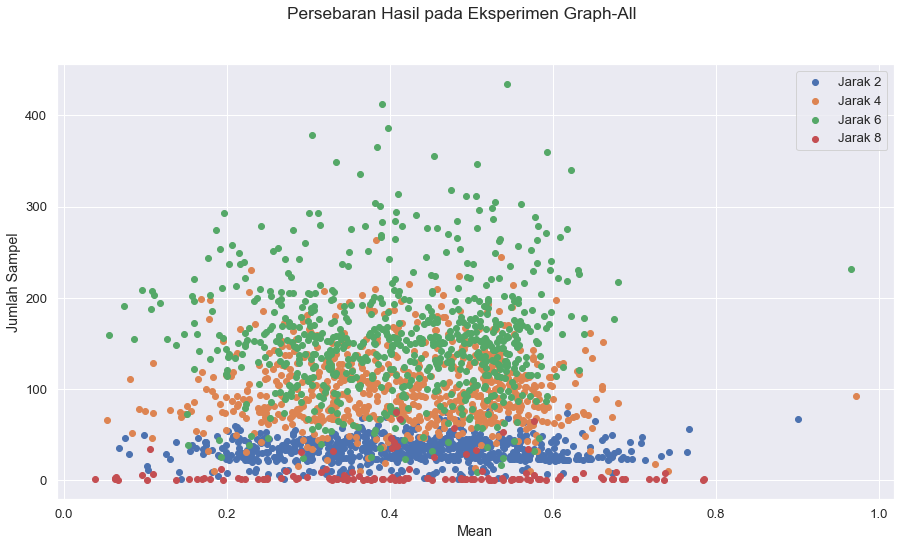 Persebaran Hasil pada Eksperimen Graph-All
Jarak 2
Jarak 4
Jarak 6
Jarak 8
Jumlah Sampel
400
300
200
100
0
0.0 0.2 0.4 0.6 0.8 1.0
Mean